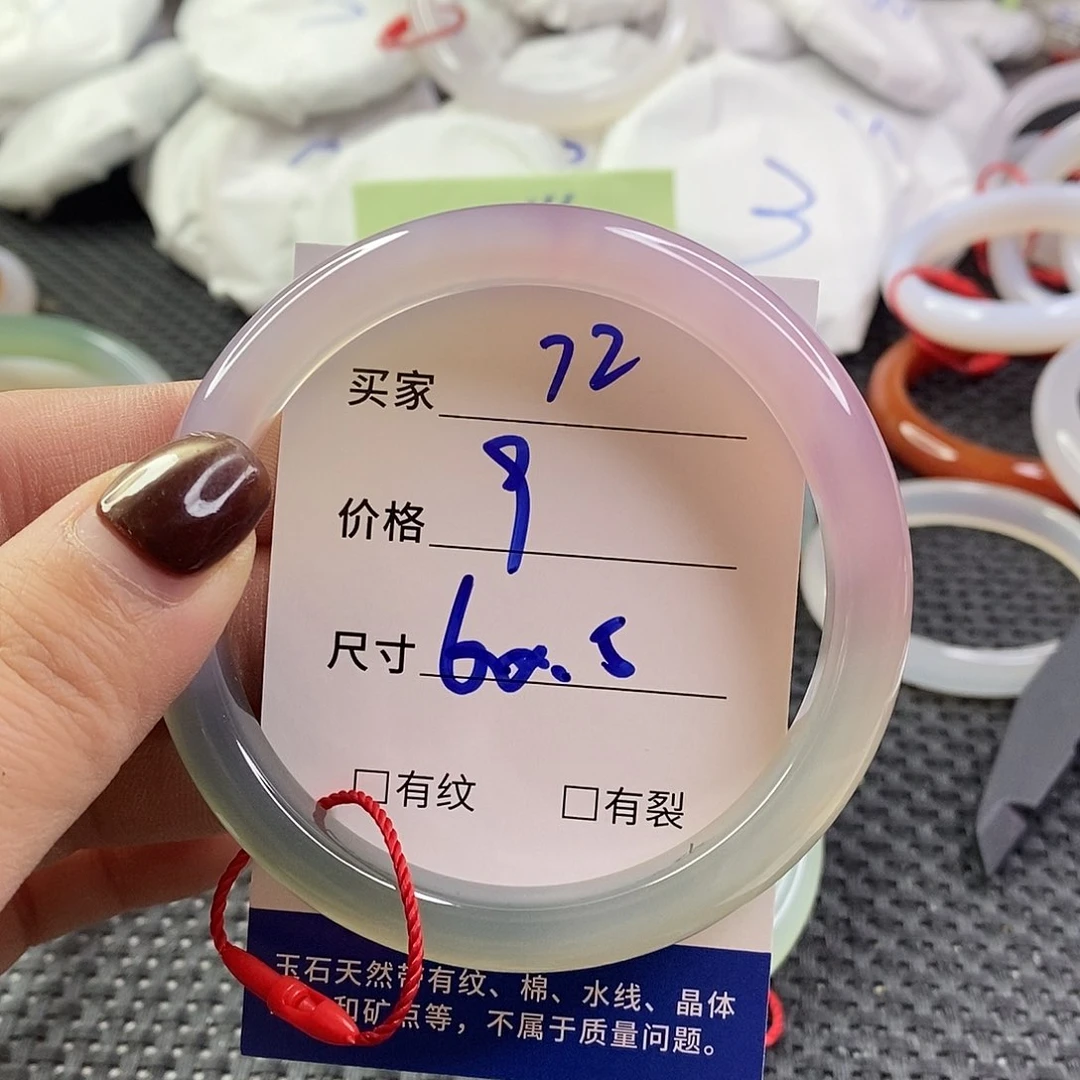 买家 72
价格 9
尺寸 60.5
□有纹 □有裂
玉石天然带有纹、棉、水线、晶体
和矿点等，不属于质量问题。
3